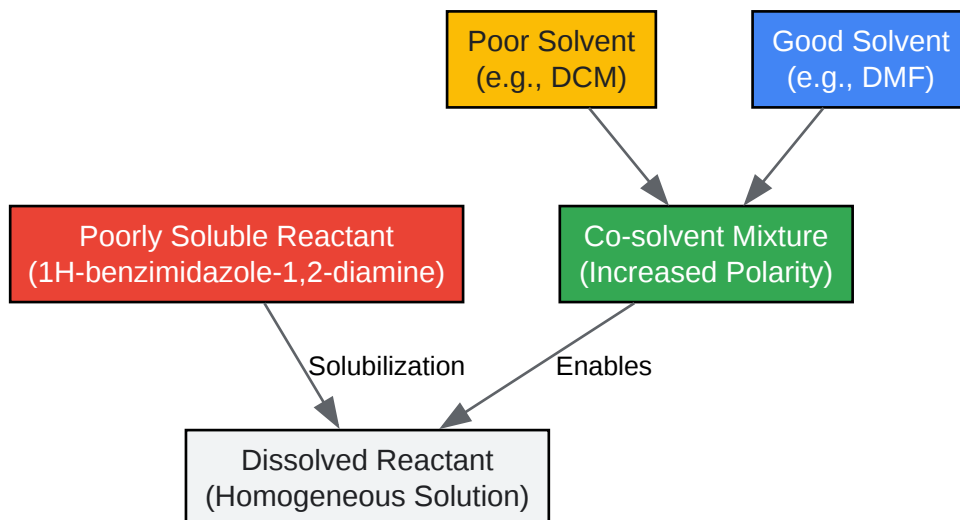 Poor Solvent
(e.g., DCM)
Good Solvent
(e.g., DMF)
Poorly Soluble Reactant
(1H-benzimidazole-1,2-diamine)
Co-solvent Mixture
(Increased Polarity)
Solubilization
Enables
Dissolved Reactant
(Homogeneous Solution)